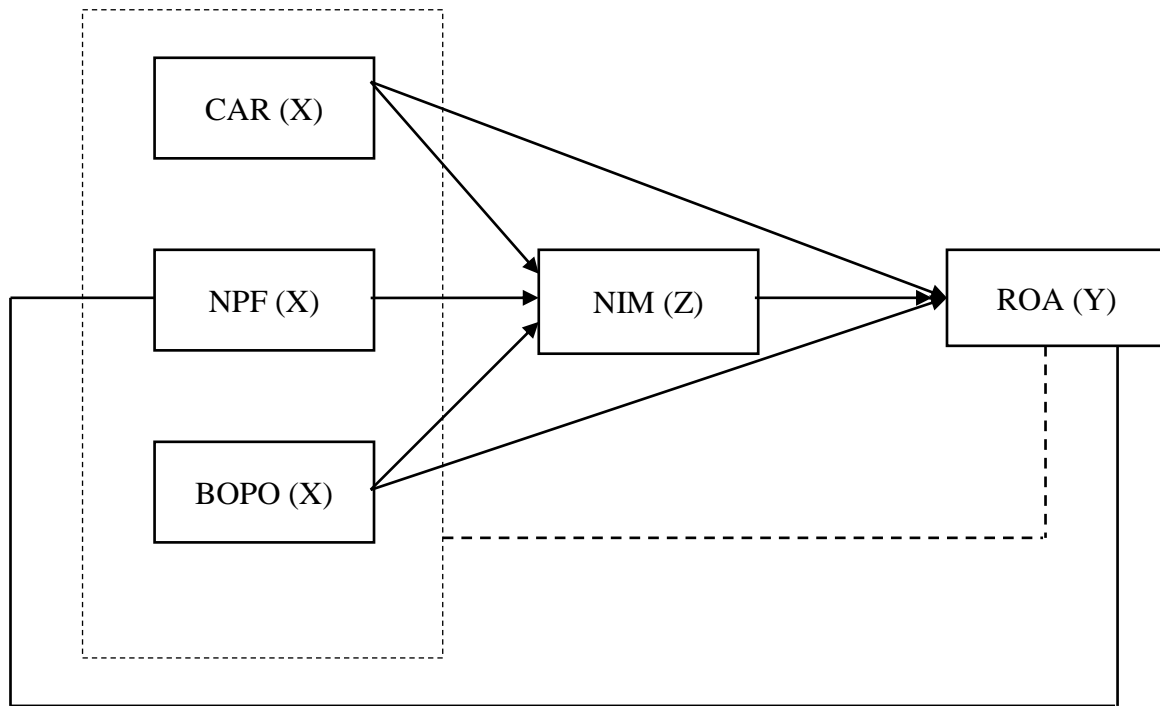 CAR (X)
NPF (X)
NIM (Z)
ROA (Y)
BOPO (X)